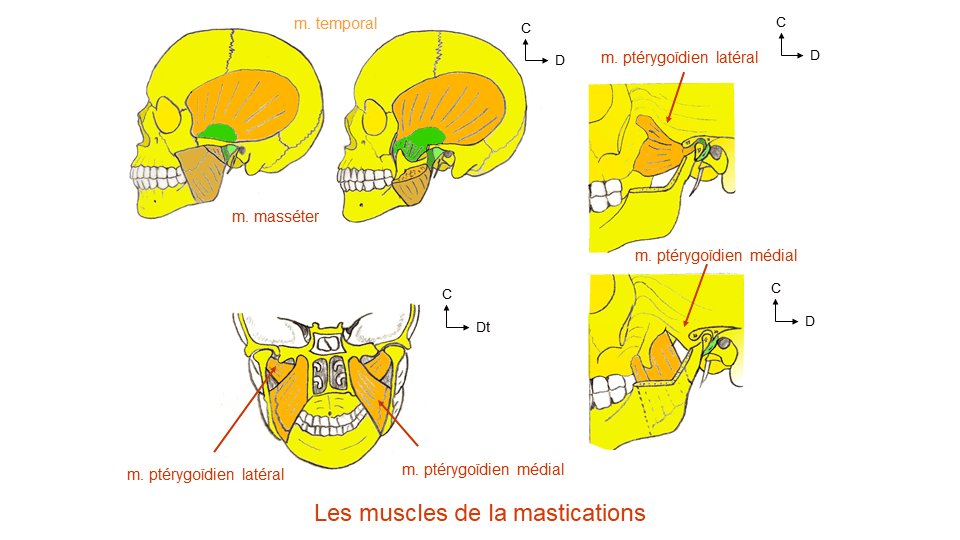 m. temporal
C
D
C
D
m. ptérygoïdien latéral
m. masséter
m. ptérygoïdien médial
C
D
C
Dt
m. ptérygoïdien latéral
m. ptérygoïdien médial
Les muscles de la mastications